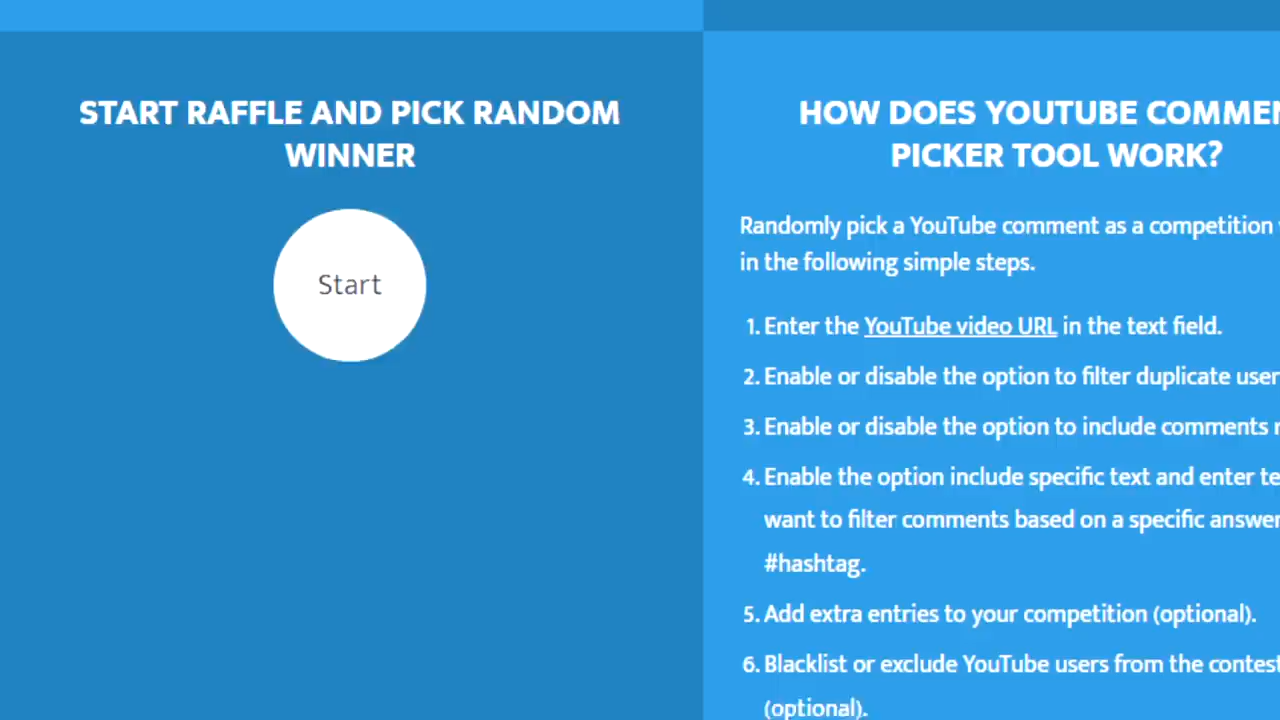 START RAFFLE AND PICK RANDOM
WINNER
Start
HOW DOES YOUTUBE
PICKER TOOL WORK?
Randomly pick a YouTube comment as a competition
in the following simple steps.
1. Enter the YouTube video URL in the text field.
2. Enable or disable the option to filter duplicate user
3. Enable or disable the option to include comments
4. Enable the option include specific text and enter
want to filter comments based on a specific answer
#hashtag.
5. Add extra entries to your competition (optional).
6. Blacklist or exclude YouTube users from the contest
(optional).